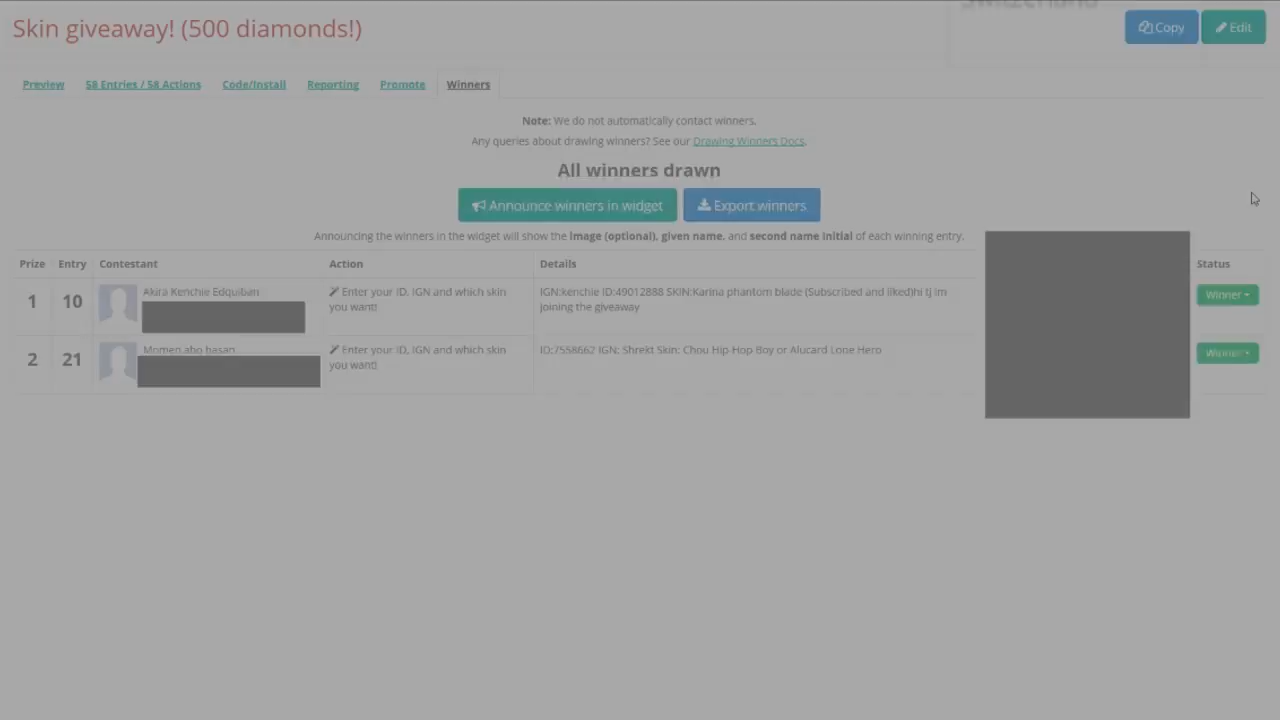 Switzerland
Skin giveaway! (500 diamonds!)
Copy
Edit
Preview
58 Entries / 58 Actions
Code/Install
Reporting
Promote
Winners
Note: We do not automatically contact winners.
Any queries about drawing winners? See our Drawing Winners Docs.
All winners drawn
Announce winners in widget
Export winners
Announcing the winners in the widget will show the image (optional), given name, and second name initial of each winning entry.
Prize Entry Contestant Action Details Status
1 10 Akira Kenchie Edquiban Enter your ID, IGN and which skin IGN:kenchie ID:49012888 SKIN:Karina phantom blade (Subscribed and liked)hi tj im Winner
you want! joining the giveaway
2 21 Momen abo hasan Enter your ID, IGN and which skin ID:7558662 IGN: Shrekt Skin: Chou Hip Hop Boy or Alucard Lone Hero Winner
you want!